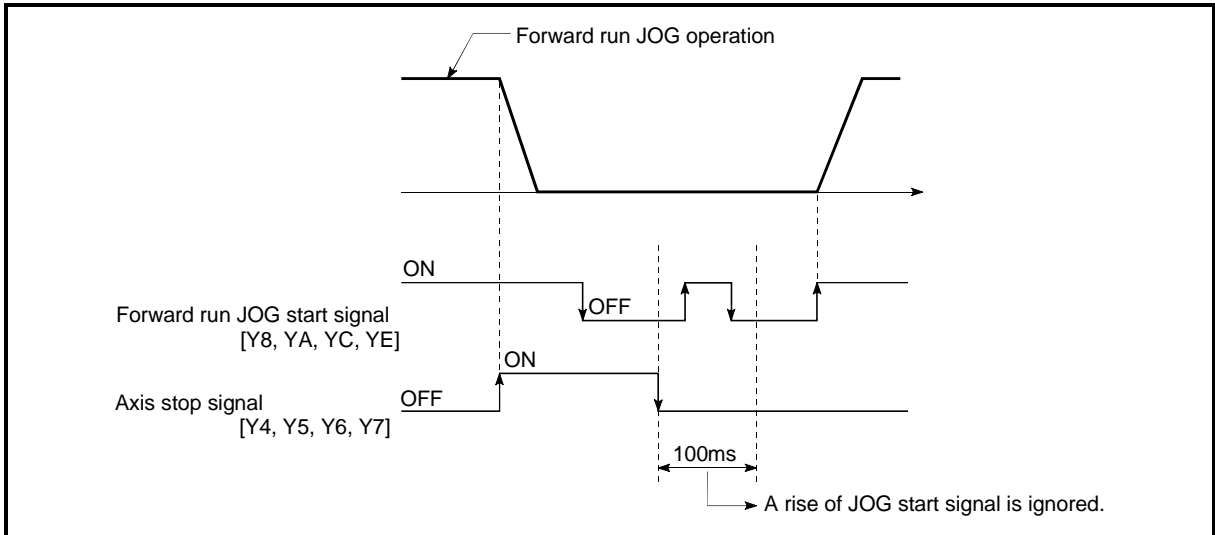 Forward run JOG operation
ON
OFF
Forward run JOG start signal
[Y8, YA, YC, YE]
ON
OFF
Axis stop signal
[Y4, Y5, Y6, Y7]
100ms
A rise of JOG start signal is ignored.